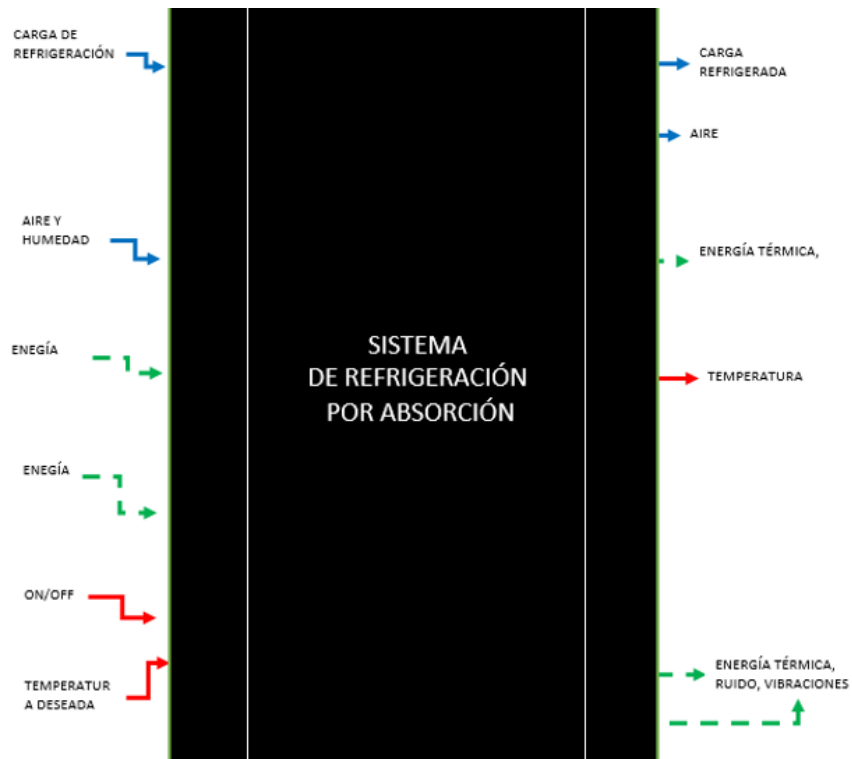 CARGA DE
REFRIGERACIÓN
AIRE Y
HUMEDAD
ENEGÍA
ENEGÍA
ON/OFF
TEMPERATUR
A DESEADA
SISTEMA
DE REFRIGERACIÓN
POR ABSORCIÓN
CARGA
REFRIGERADA
AIRE
ENERGÍA TÉRMICA,
TEMPERATURA
ENERGÍA TÉRMICA,
RUIDO, VIBRACIONES